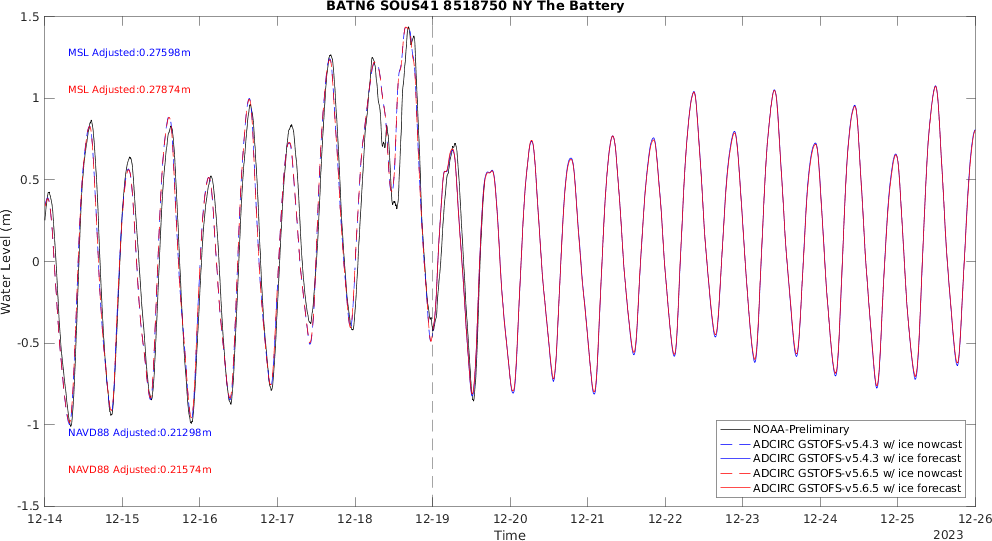 BATN6 SOUS41 8518750 NY The Battery
Water Level (m)
1.5
1
0.5
0
-0.5
-1
-1.5
MSL Adjusted:0.27598m
MSL Adjusted:0.27874m
NAVD88 Adjusted:0.21298m
NAVD88 Adjusted:0.21574m
NOAA-Preliminary
ADCIRC GSTOFS-v5.4.3 w/ ice nowcast
ADCIRC GSTOFS-v5.4.3 w/ ice forecast
ADCIRC GSTOFS-v5.6.5 w/ ice nowcast
ADCIRC GSTOFS-v5.6.5 w/ ice forecast
12-14 12-15 12-16 12-17 12-18 12-19 12-20 12-21 12-22 12-23 12-24 12-25 12-26
Time
2023